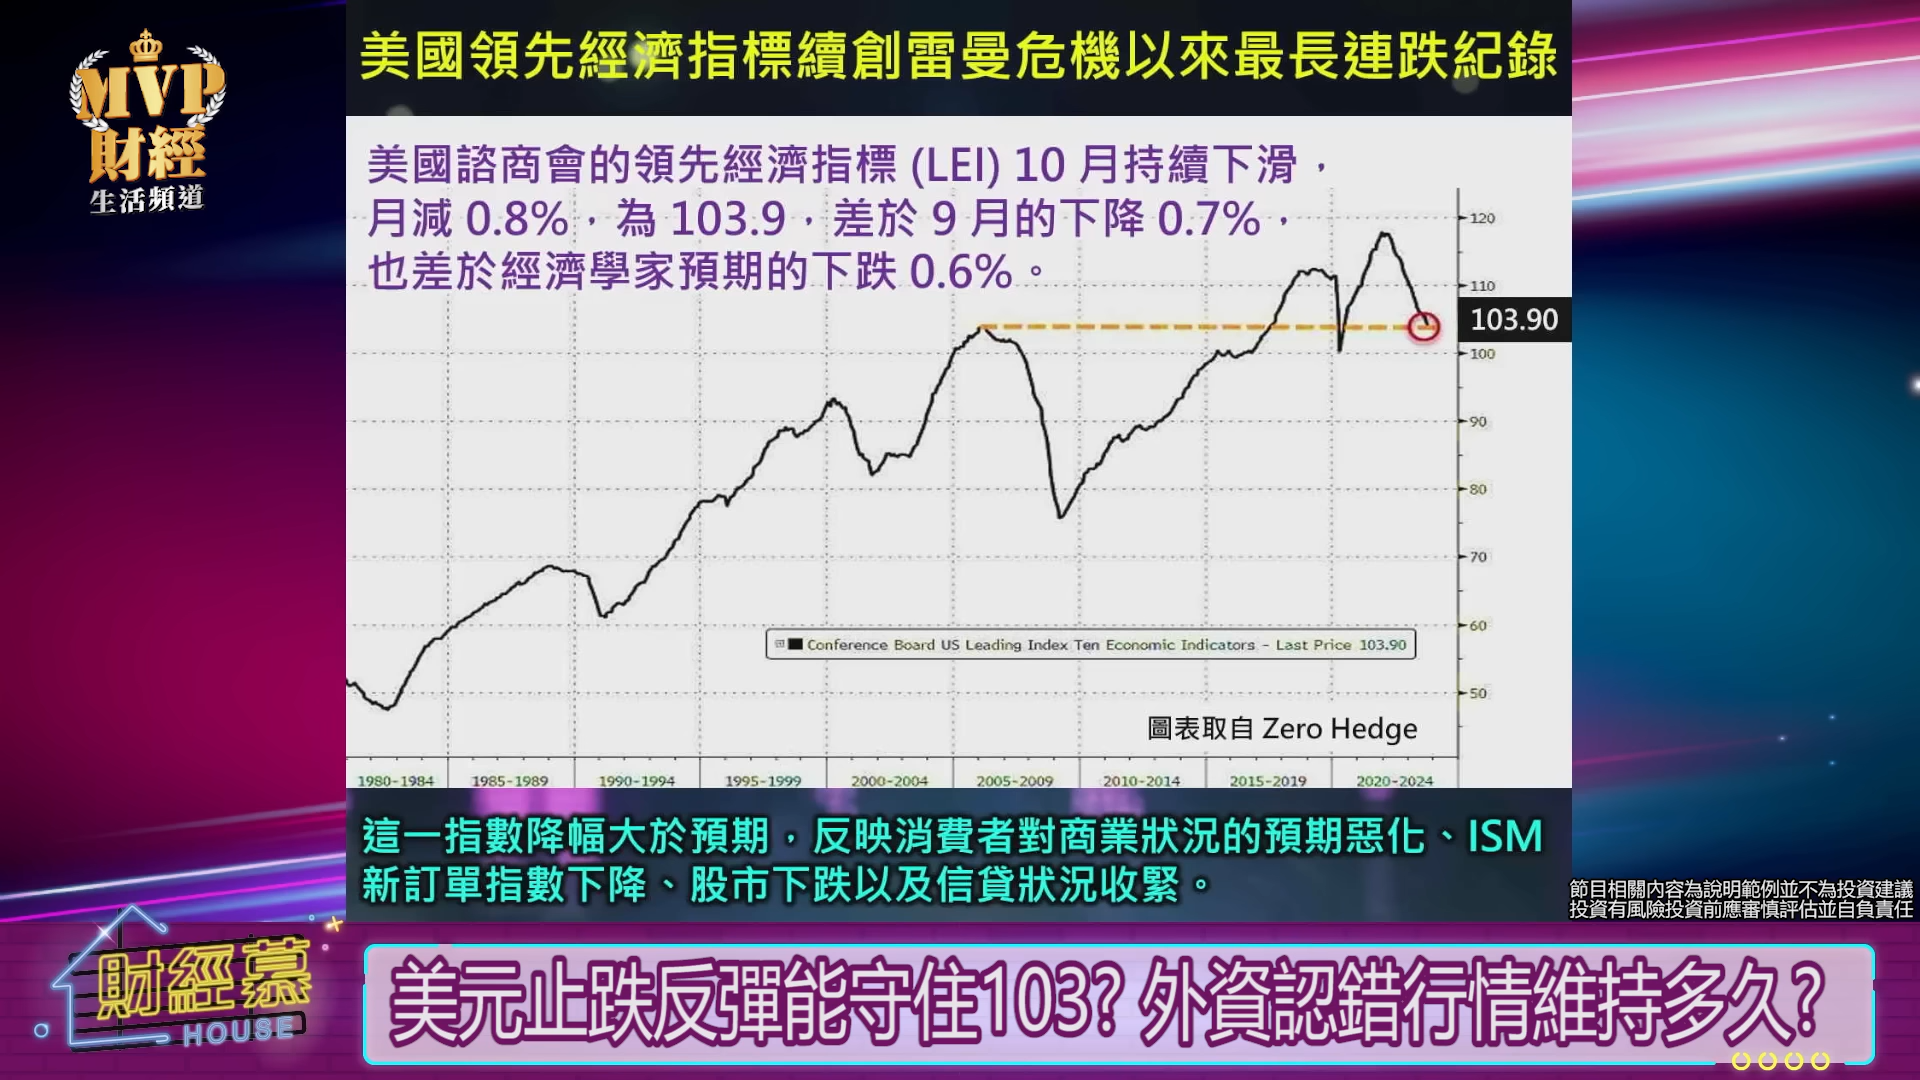 MVP
財經
生活頻道
美國領先經濟指標續創雷曼危機以來最長連跌紀錄
美國諮商會的領先經濟指標 (LEI) 10 月持續下滑，
月減 0.8%，為 103.9，差於 9 月的下降 0.7%，
也差於經濟學家預期的下跌 0.6%。
120
110
103.90
100
90
80
70
60
50
Conference Board US Leading Index Ten Economic Indicators - Last Price 103.90
圖表取自 Zero Hedge
1980-1984 1985-1989 1990-1994 1995-1999 2000-2004 2005-2009 2010-2014 2015-2019 2020-2024
這一指數降幅大於預期，反映消費者對商業狀況的預期惡化、ISM
新訂單指數下降、股市下跌以及信貸狀況收緊。
節目相關內容為說明範例並不為投資建議
投資有風險投資前應審慎評估並自負責任
財經慕
HOUSE
美元止跌反彈能守住103? 外資認錯行情維持多久?